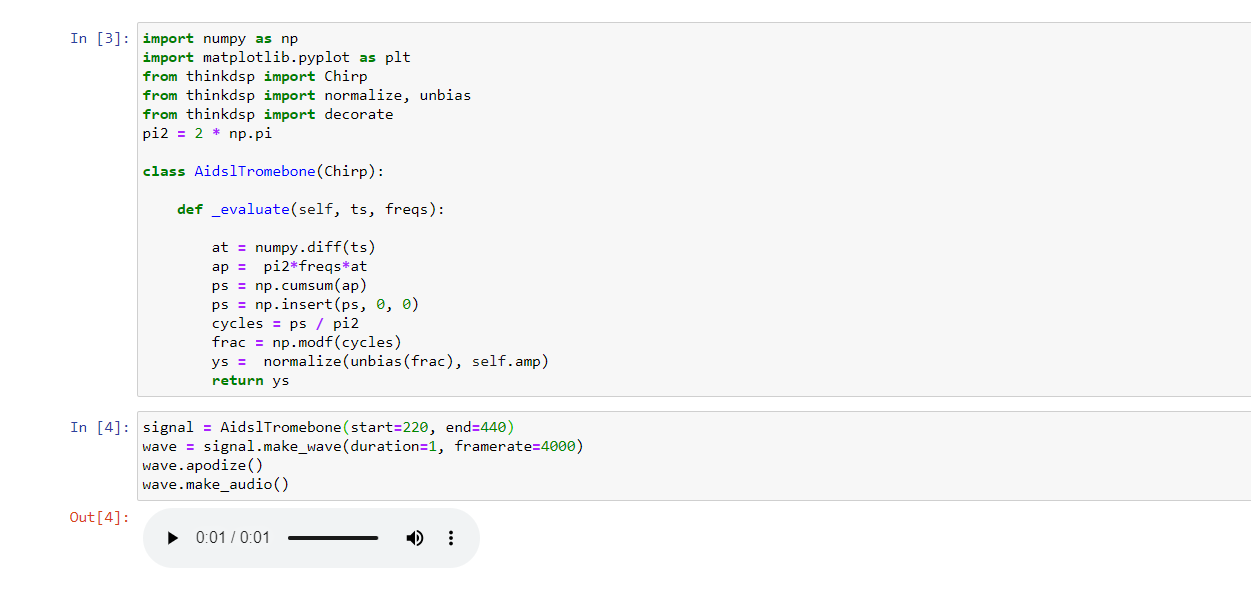 In [3]: import numpy as np
import matplotlib.pyplot as plt
from thinkdsp import Chirp
from thinkdsp import normalize, unbias
from thinkdsp import decorate
pi2 = 2 * np.pi
class AidslTromebone(Chirp):
def _evaluate(self, ts, freqs):
at = numpy.diff(ts)
ap =  pi2*freqs*at
ps = np.cumsum(ap)
ps = np.insert(ps, 0, 0)
cycles = ps / pi2
frac = np.modf(cycles)
ys =  normalize(unbias(frac), self.amp)
return ys
In [4]: signal = AidslTromebone(start=220, end=440)
wave = signal.make_wave(duration=1, framerate=4000)
wave.apodize()
wave.make_audio()
Out[4]:
0:01 / 0:01